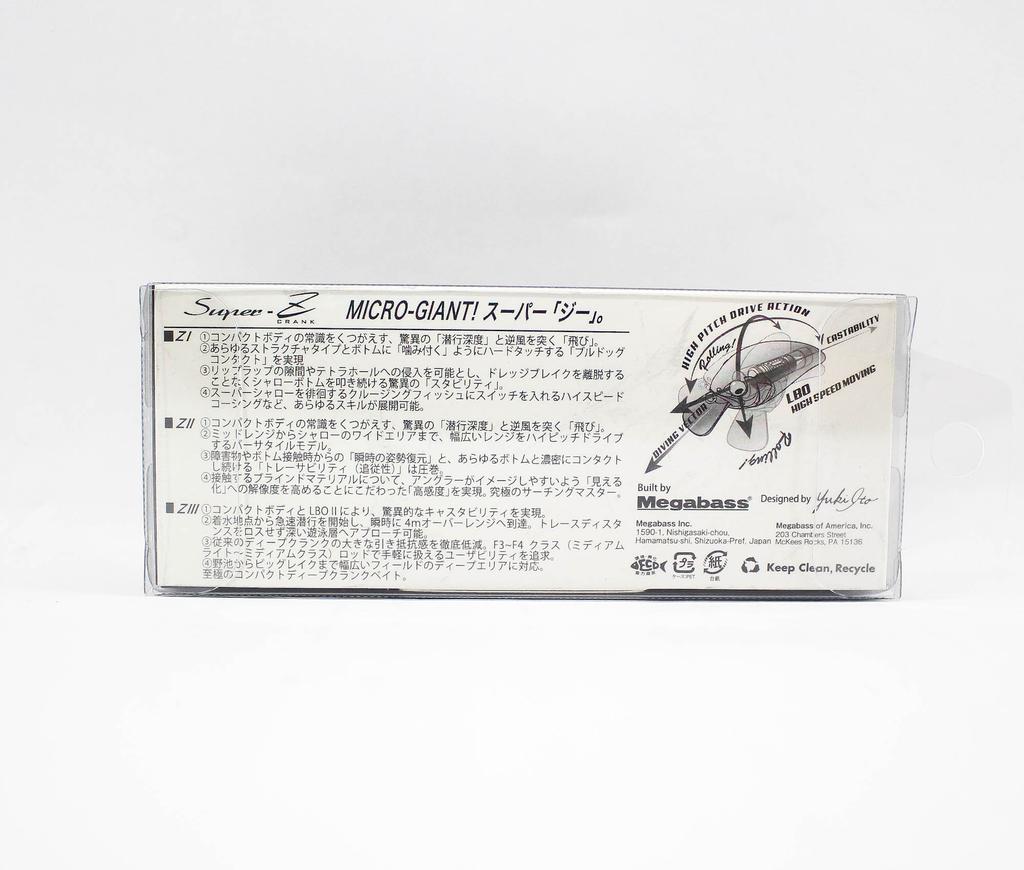 Super-Z CRANK
MICRO-GIANT! スーパー「ジー」。
■ZI ①コンパクトボディの常識をくつがえす、驚異の「潜行深度」と逆風を突く「飛び」。
②あらゆるストラクチャタイプとボトムに「噛み付く」ようにハードタッチする「ブルドッグ
コンタクト」を実現
③リップラップの隙間やテトラホールへの侵入を可能とし、ドレッジブレイクを離脱する
ことなくシャローボトムを叩き続ける驚異の「スタビリティ」。
④スーパーシャローを徘徊するクルージングフィッシュにスイッチを入れるハイスピード
コーシングなど、あらゆるスキルが展開可能。
■ZII ①コンパクトボディの常識をくつがえす、驚異の「潜行深度」と逆風を突く「飛び」。
②ミッドレンジからシャローのワイドエリアまで、幅広いレンジをハイピッチドライブ
するバーサタイルモデル。
③障害物やボトム接触時からの「瞬時の姿勢復元」と、あらゆるボトムと濃密にコンタクト
し続ける「トレーサビリティ（追従性）」は圧巻。
④接触するブラインドマテリアルについて、アングラーがイメージしやすいよう「見える
化」への解像度を高めることにこだわった「高感度」を実現。究極のサーチングマスター。
■ZIII ①コンパクトボディと LBO II により、驚異的なキャスタビリティを実現。
②着水地点から急速潜行を開始し、瞬時に 4mオーバーレンジへ到達。トレースディスタ
ンスをロスせず深い遊泳層へアプローチ可能。
③従来のディープクランクの大きな引き抵抗感を徹底低減。F3~F4 クラス（ミディアム
ライト～ミディアムクラス）ロッドで手軽に扱えるユーザビリティを追求。
④野池からビッグレイクまで幅広いフィールドのディープエリアに対応。
至極のコンパクトディープクランクベイト。
HIGH PITCH DRIVE ACTION
Rolling!
CASTABILITY
LBO
HIGH SPEED MOVING
DIVING VECTOR
Rolling!
Built by
Megabass®
Designed by Yuki Ito
Megabass Inc.
1590-1, Nishigasaki-chou,
Hamamatsu-shi, Shizuoka-Pref. Japan
Megabass of America, Inc.
203 Chambers Street
McKees Rocks, PA 15136
FCD
プラ
ケース:PET
紙
台紙
Keep Clean, Recycle